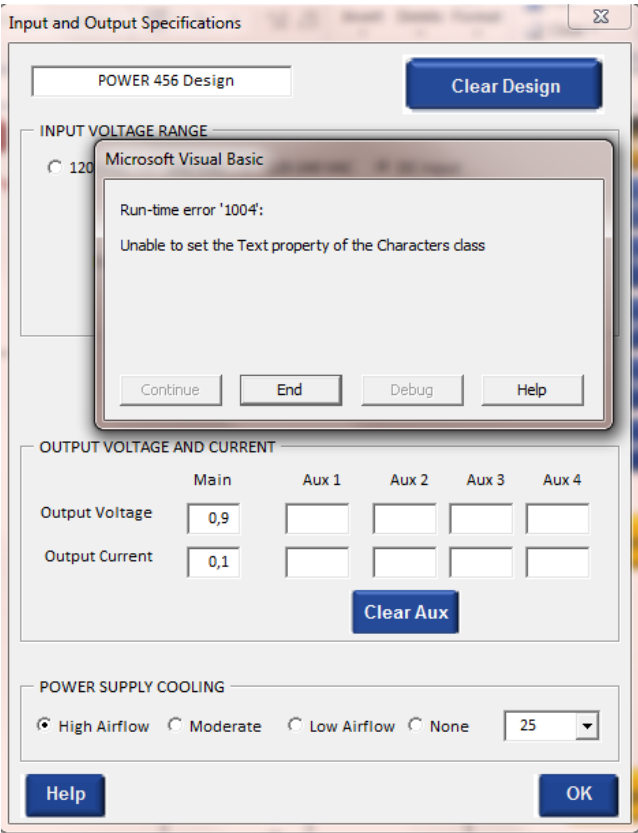 Input and Output Specifications
POWER 456 Design
Clear Design
INPUT VOLTAGE RANGE
120
Microsoft Visual Basic
Run-time error '1004':
Unable to set the Text property of the Characters class
Continue
End
Debug
Help
OUTPUT VOLTAGE AND CURRENT
Main Aux 1 Aux 2 Aux 3 Aux 4
Output Voltage 0,9
Output Current 0,1
Clear Aux
POWER SUPPLY COOLING
High Airflow Moderate Low Airflow None 25
Help OK